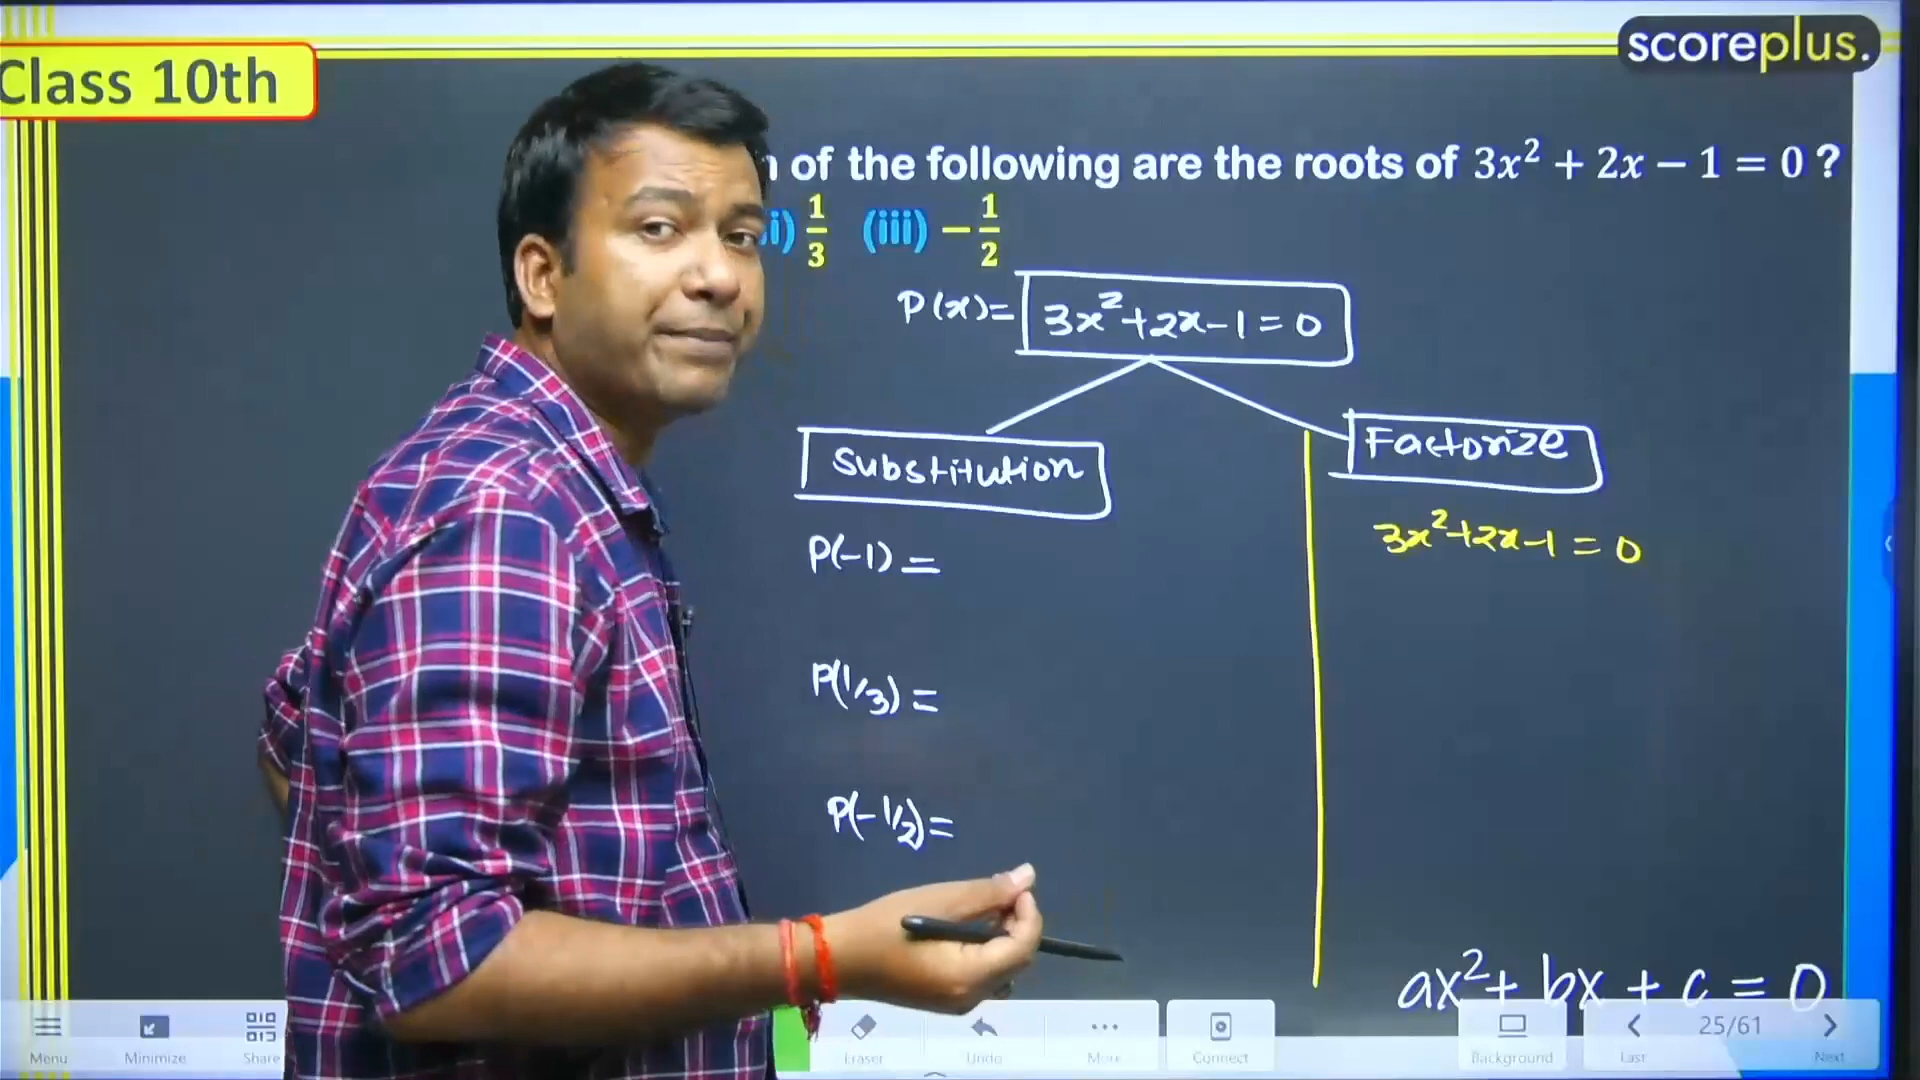 Class 10th
scoreplus.
of the following are the roots of 3x² + 2x − 1 = 0 ?
ii) 1/3 (iii) − 1/2
P(x)= 3x²+2x-1=0
Substitution
Factorize
P(-1) =
3x²+2x-1=0
P(1/3) =
P(-1/2)=
ax²+ bx + c = 0
Menu
Minimize
Share
Eraser
Undo
More
Connect
Background
Last
25/61
Next